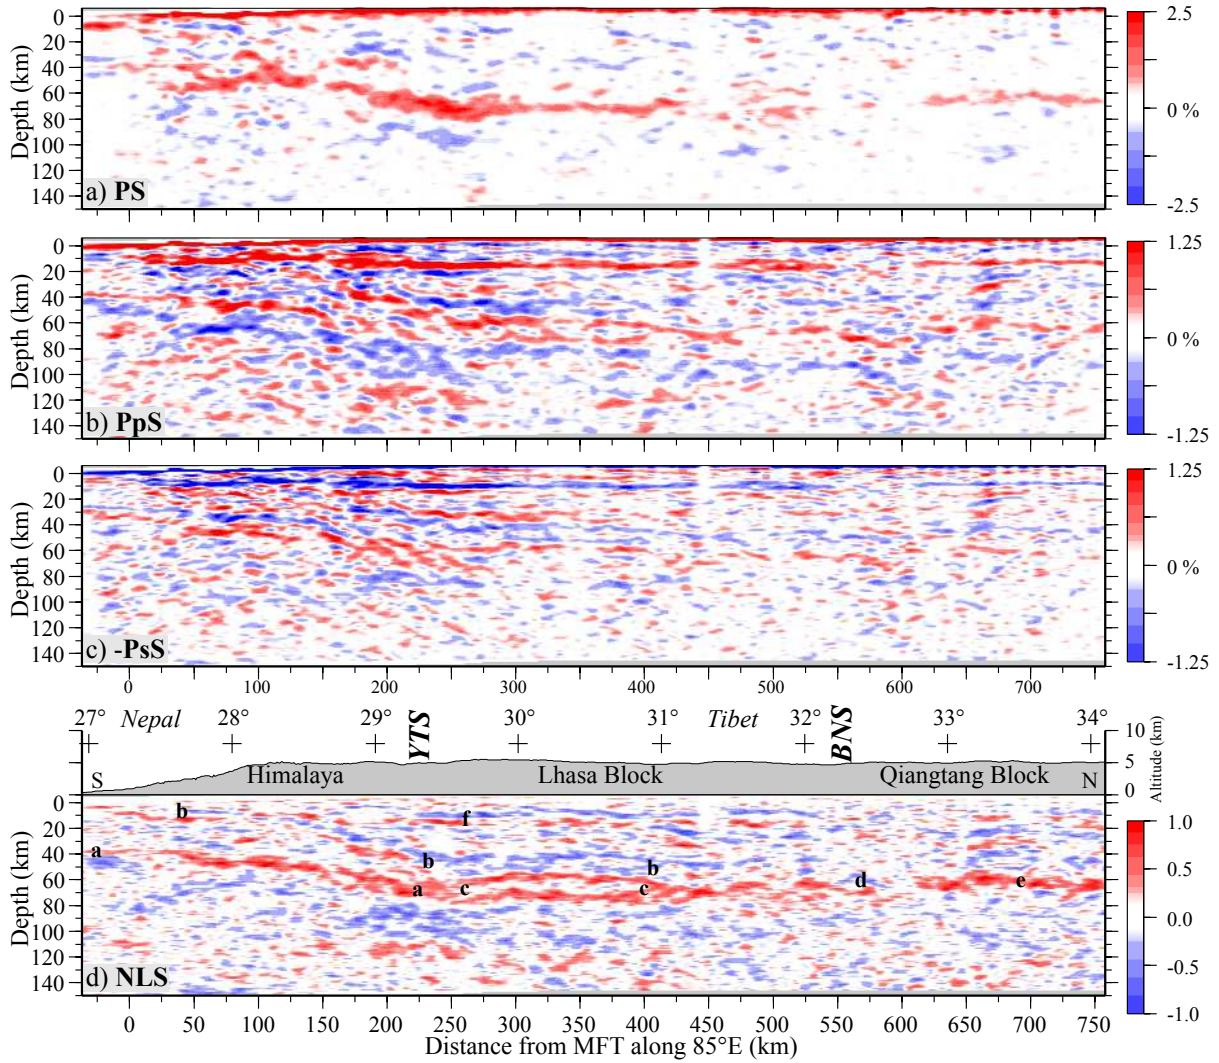 0
20
40
60
80
100
120
140
Depth (km)
a) PS
2.5
0 %
-2.5
0
20
40
60
80
100
120
140
Depth (km)
b) PpS
1.25
0 %
-1.25
0
20
40
60
80
100
120
140
Depth (km)
c) -PsS
1.25
0 %
-1.25
0 100 200 300 400 500 600 700
27° Nepal 28° 29° YTS 30° 31° Tibet 32° BNS 33° 34°
10
5
0
Altitude (km)
S Himalaya Lhasa Block Qiangtang Block N
0
20
40
60
80
100
120
140
Depth (km)
b f
a b b
a c c d e
d) NLS
1.0
0.5
0.0
-0.5
-1.0
0 50 100 150 200 250 300 350 400 450 500 550 600 650 700 750
Distance from MFT along 85°E (km)